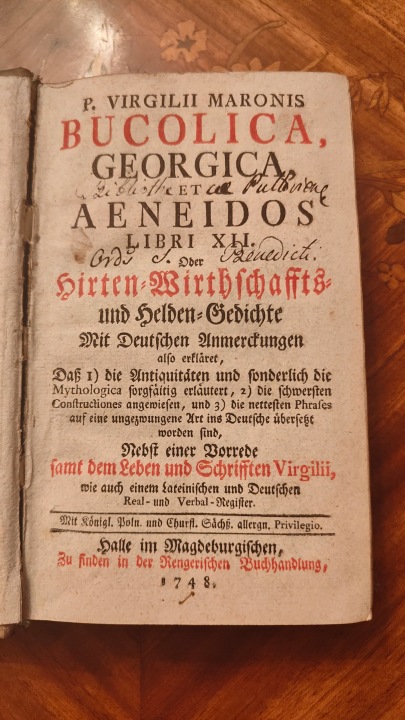 P. VIRGILII MARONIS
BUCOLICA,
GEORGICA,
Bibliothecae Pulboviensis
ET
AENEIDOS
LIBRI XII.
Ords S. Benedicti.
Oder
Hirten-Wirthschaffts-
und Helden-Gedichte
Mit Deutschen Anmerckungen
also erkläret,
Daß 1) die Antiquitäten und sonderlich die
Mythologica sorgfältig erläutert, 2) die schwersten
Constructiones angewiesen, und 3) die nettesten Phrases
auf eine ungezwungene Art ins Deutsche übersetzt
worden sind,
Nebst einer Vorrede
samt dem Leben und Schrifften Virgilii,
wie auch einem Lateinischen und Deutschen
Real- und Verbal-Register.
Mit Königl. Poln. und Churfl. Sächß. allergn. Privilegio.
Halle im Magdeburgischen,
Zu finden in der Rengerischen Buchhandlung,
1748.